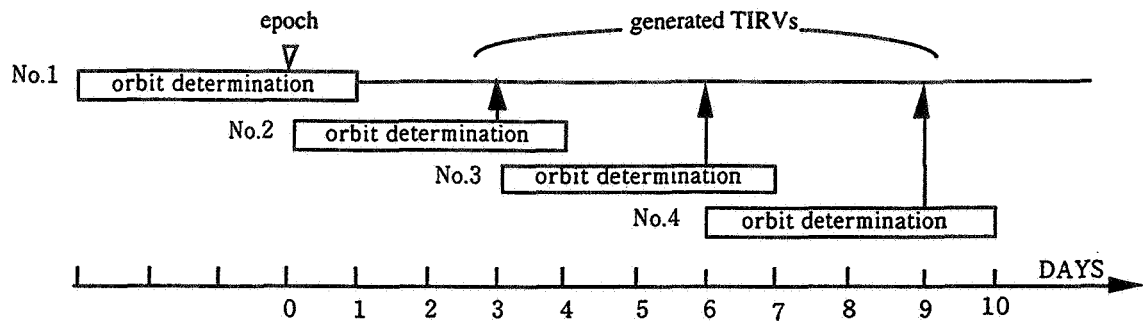 epoch
generated TIRVs
No.1
orbit determination
No.2
orbit determination
No.3
orbit determination
No.4
orbit determination
DAYS
0 1 2 3 4 5 6 7 8 9 10